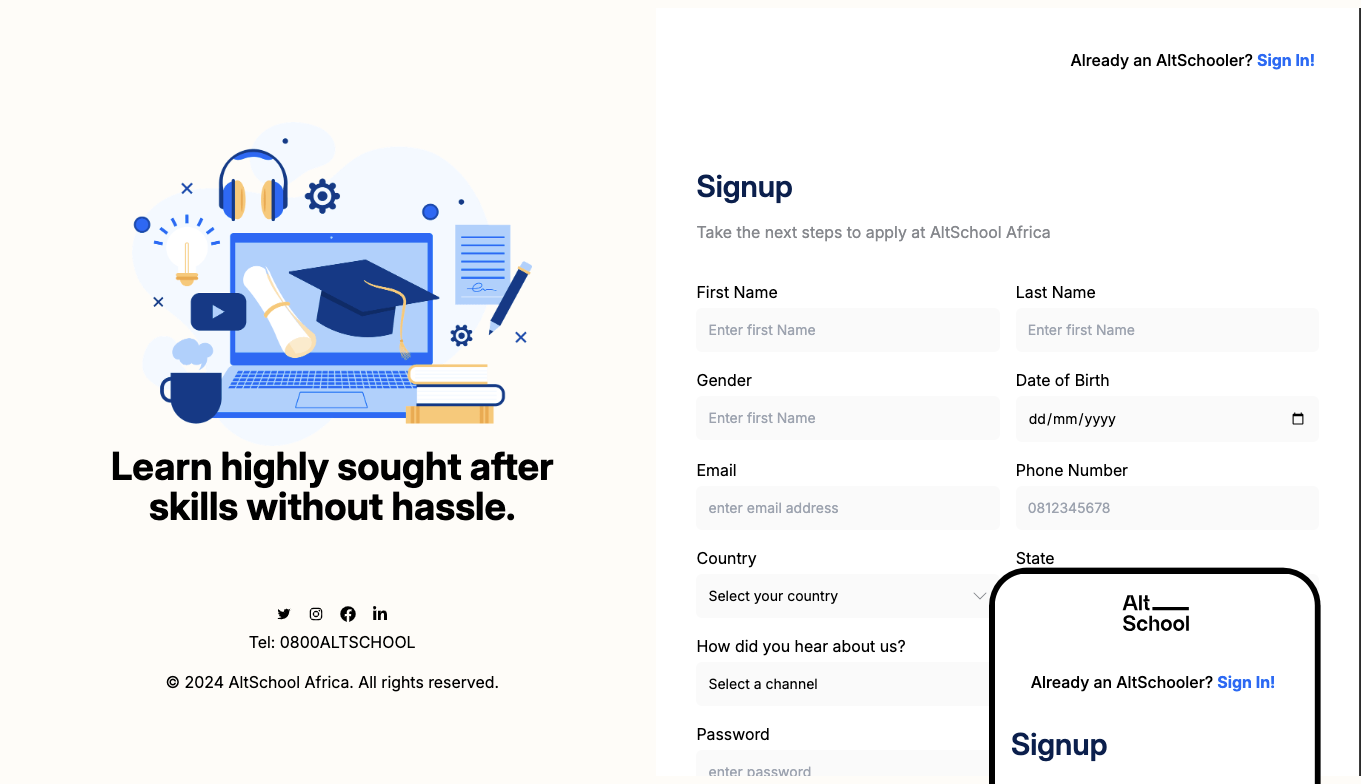 Already an AltSchooler? Sign In!
Learn highly sought after
skills without hassle.
Tel: 0800ALTSCHOOL
© 2024 AltSchool Africa. All rights reserved.
Signup
Take the next steps to apply at AltSchool Africa
First Name
Last Name
Enter first Name
Enter first Name
Gender
Date of Birth
Enter first Name
dd/mm/yyyy
Email
Phone Number
enter email address
0812345678
Country
State
Select your country
How did you hear about us?
Select a channel
Password
enter password
Alt
School
Already an AltSchooler? Sign In!
Signup